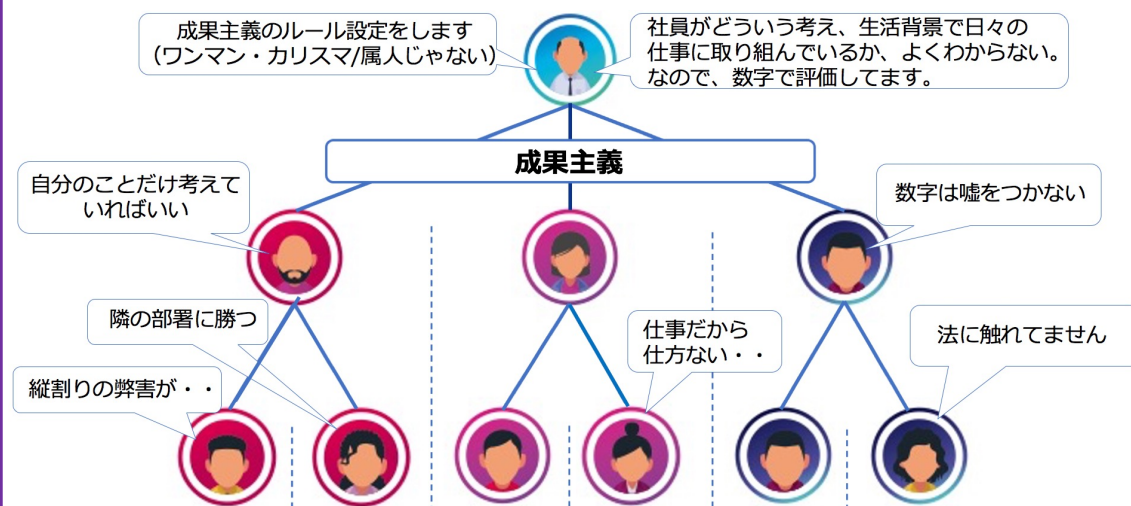 成果主義のルール設定をします
（ワンマン・カリスマ/属人じゃない）
社員がどういう考え、生活背景で日々の
仕事に取り組んでいるか、よくわからない。
なので、数字で評価してます。
成果主義
自分のことだけ考えて
いればいい
数字は嘘をつかない
隣の部署に勝つ
仕事だから
仕方ない・・
法に触れてません
縦割りの弊害が・・